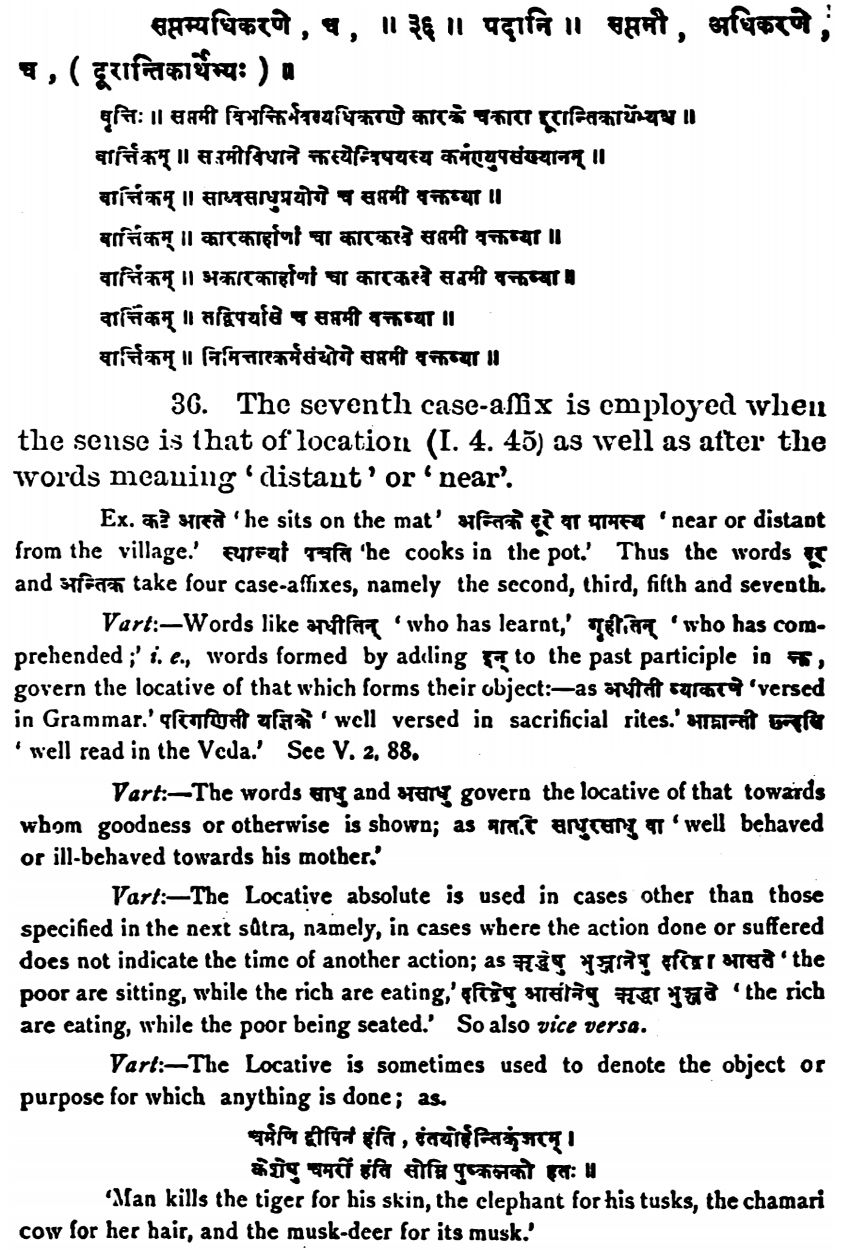 सप्तम्यधिकरणे , च , ॥ ३६ ॥ पदानि ॥ सप्तमी , अधिकरणे ,
च , ( दूरान्तिकार्थेभ्यः ) ॥
वृत्तिः ॥ सप्तमी विभक्तिर्भवत्यधिकरणे कारके चकारा दूरान्तिकार्थेभ्यश्च ॥
वार्त्तिकम् ॥ सप्तमीविधाने क्तस्येन्विषयस्य कर्मण्युपसंख्यानम् ॥
वार्त्तिकम् ॥ साध्वसाधुप्रयोगे च सप्तमी वक्तव्या ॥
वार्त्तिकम् ॥ कारकार्हाणां चा कारकत्वे सप्तमी वक्तव्या ॥
वार्त्तिकम् ॥ अकारकार्हाणां चा कारकत्वे सप्तमी वक्तव्या ॥
वार्त्तिकम् ॥ तद्विपर्यासे च सप्तमी वक्तव्या ॥
वार्त्तिकम् ॥ निमित्तात्कर्मसंयोगे सप्तमी वक्तव्या ॥
36. The seventh case-affix is employed when
the sense is that of location (I. 4. 45) as well as after the
words meaning ‘distant’ or ‘near’.
Ex. कटे आस्ते ‘he sits on the mat’ अन्तिके दूरे वा ग्रामस्य ‘near or distant
from the village.’ स्थाल्यां पचति ‘he cooks in the pot.’ Thus the words दूर
and अन्तिक take four case-affixes, namely the second, third, fifth and seventh.
Vart:—Words like अधीतिन् ‘who has learnt,’ गृहीतिन् ‘who has com-
prehended;’ i. e., words formed by adding इन् to the past participle in क्त,
govern the locative of that which forms their object:—as अधीती व्याकरणे ‘versed
in Grammar.’ परिगणिती यज्ञिके ‘well versed in sacrificial rites.’ आम्नाती छन्दसि
‘well read in the Veda.’ See V. 2. 88.
Vart:—The words साधु and असाधु govern the locative of that towards
whom goodness or otherwise is shown; as मातरि साधुरसाधु वा ‘well behaved
or ill-behaved towards his mother.’
Vart:—The Locative absolute is used in cases other than those
specified in the next sûtra, namely, in cases where the action done or suffered
does not indicate the time of another action; as ऋद्धेषु भुञ्जानेषु दरिद्रा आसते ‘the
poor are sitting, while the rich are eating,’ दरिद्रेषु आसीनेषु ऋद्धा भुञ्जते ‘the rich
are eating, while the poor being seated.’ So also vice versa.
Vart:—The Locative is sometimes used to denote the object or
purpose for which anything is done; as.
चर्मणि द्वीपिनं हंति , दंतयोर्हन्तिकुंजरम् ।
केशेषु चमरीं हंति सीम्नि पुष्कलको हतः ॥
‘Man kills the tiger for his skin, the elephant for his tusks, the chamari
cow for her hair, and the musk-deer for its musk.’